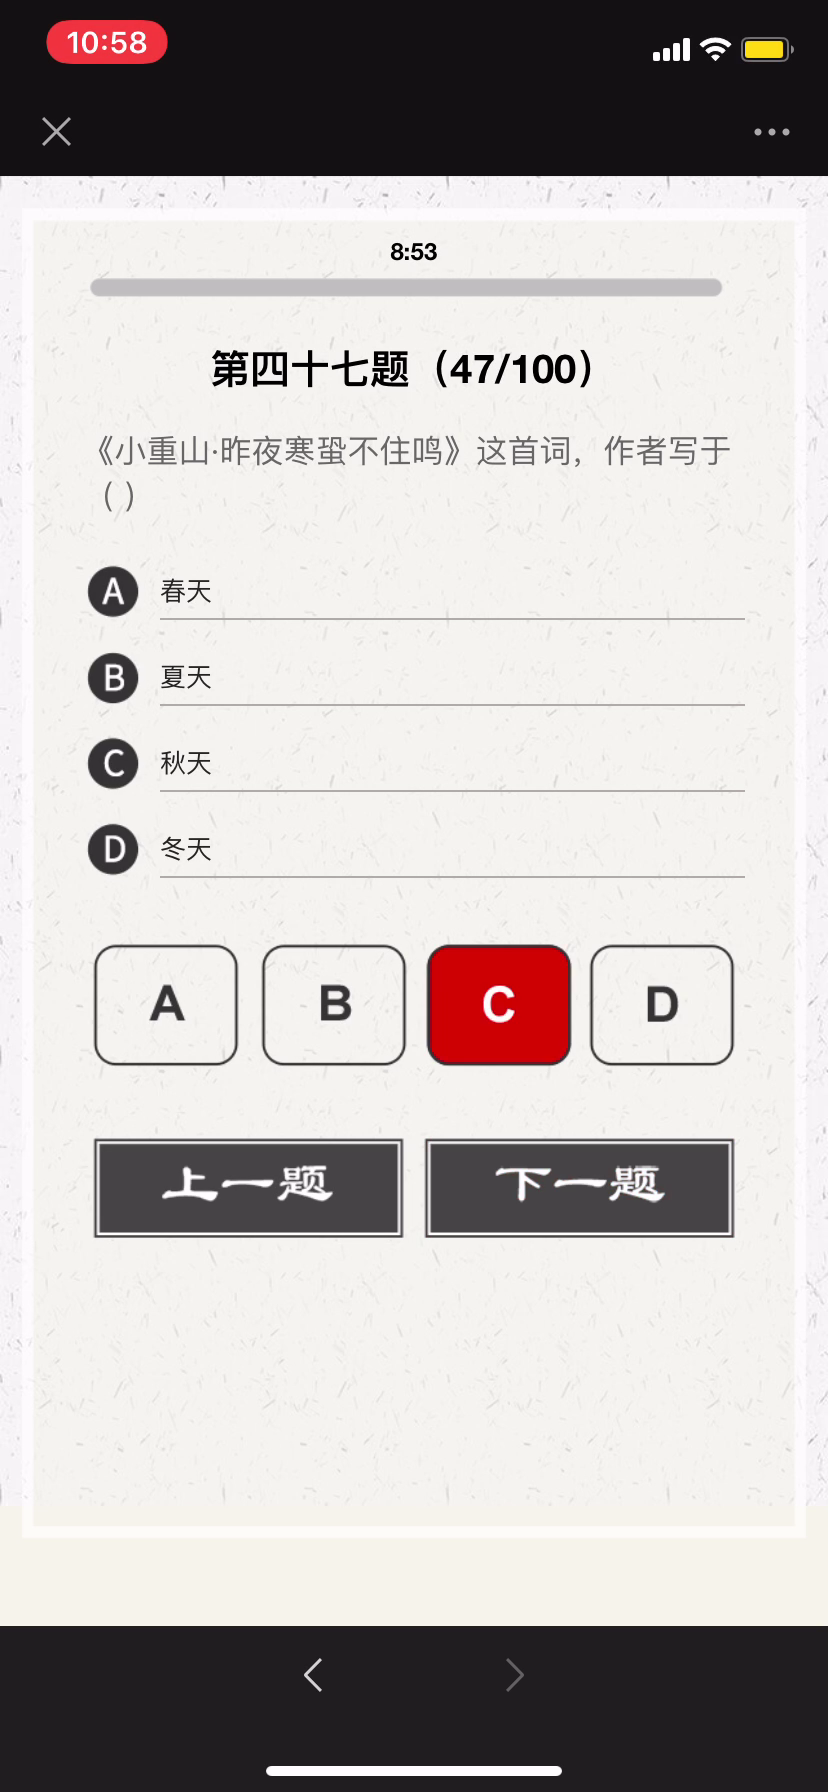 10:58
8:53
第四十七题（47/100）
《小重山·昨夜寒蛩不住鸣》这首词，作者写于
（ ）
A 春天
B 夏天
C 秋天
D 冬天
A B C D
上一题 下一题